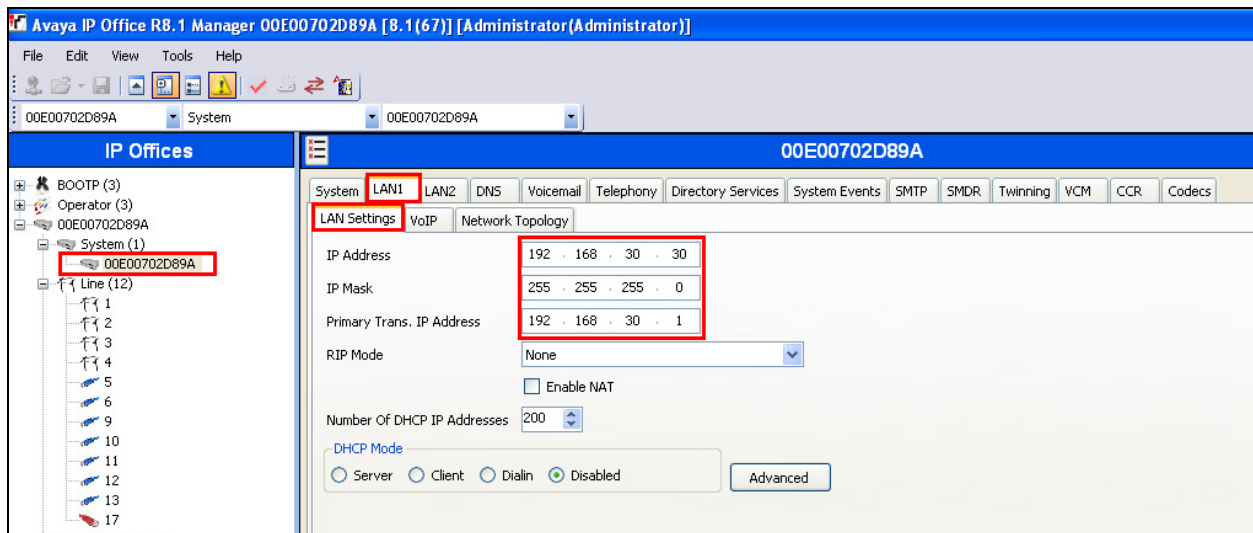 Avaya IP Office R8.1 Manager 00E00702D89A [8.1(67)] [Administrator(Administrator)]
File Edit View Tools Help
00E00702D89A System 00E00702D89A
IP Offices
BOOTP (3)
Operator (3)
00E00702D89A
System (1)
00E00702D89A
Line (12)
1
2
3
4
5
6
9
10
11
12
13
17
00E00702D89A
System LAN1 LAN2 DNS Voicemail Telephony Directory Services System Events SMTP SMDR Twinning VCM CCR Codecs
LAN Settings VoIP Network Topology
IP Address 192 . 168 . 30 . 30
IP Mask 255 . 255 . 255 . 0
Primary Trans. IP Address 192 . 168 . 30 . 1
RIP Mode None
Enable NAT
Number Of DHCP IP Addresses 200
DHCP Mode
Server Client Dialin Disabled Advanced